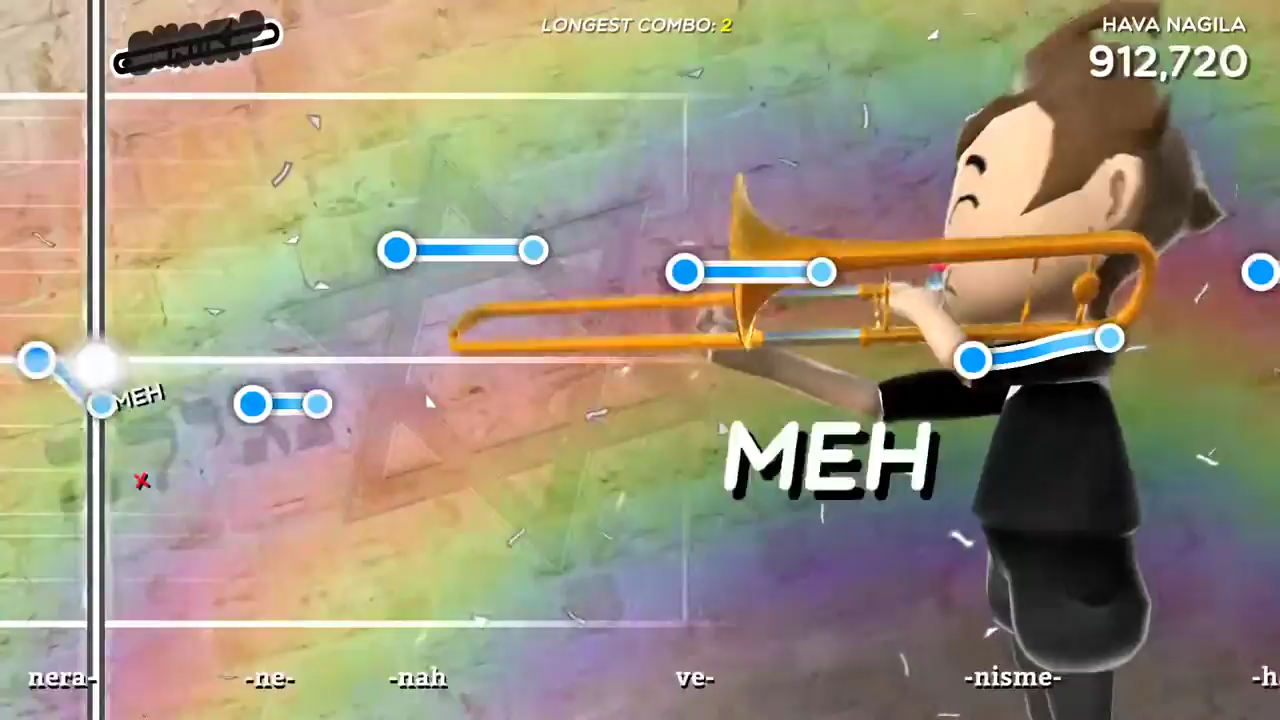 LONGEST COMBO: 2
HAVA NAGILA
912,720
MEH
x
MEH
nera- -ne- -nah ve- -nisme- -h